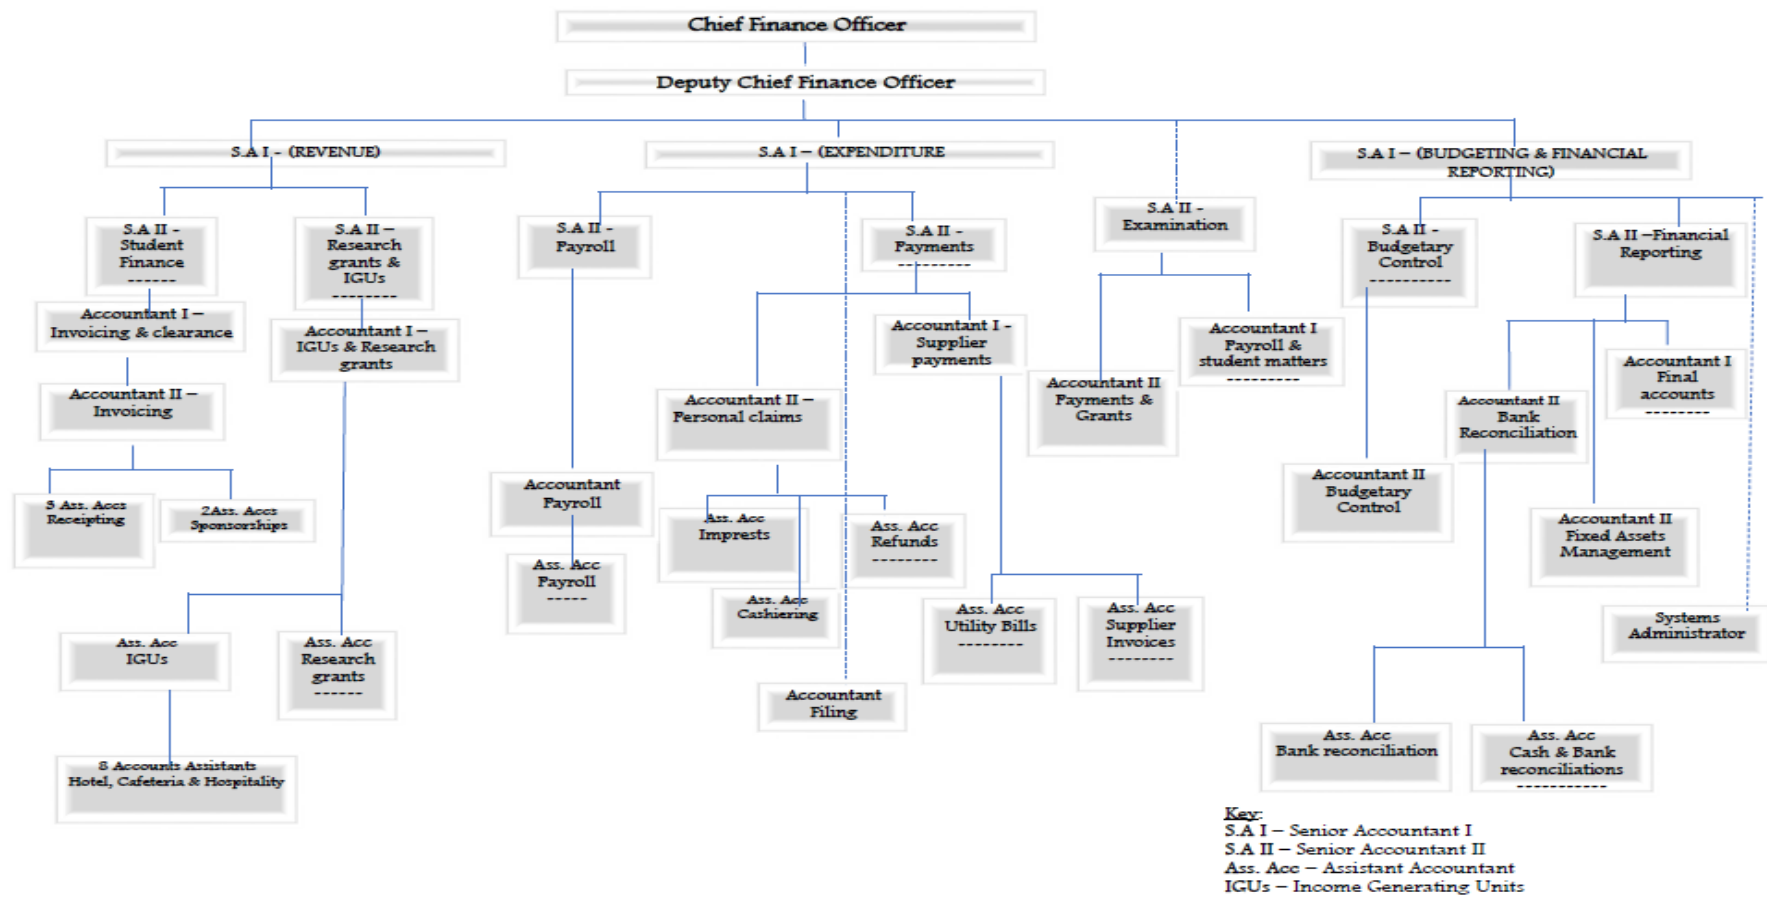 Chief Finance Officer
Deputy Chief Finance Officer
S.A I - (REVENUE)
S.A I – (EXPENDITURE
S.A I – (BUDGETING & FINANCIAL
REPORTING)
S.A II -
Student
Finance
------
S.A II –
Research
grants &
IGUs
--------
S.A II -
Payroll
S.A II -
Payments
---------
S.A II -
Examination
S.A II -
Budgetary
Control
----------
S.A II –Financial
Reporting
Accountant I –
Invoicing & clearance
Accountant I –
IGUs & Research
grants
Accountant I -
Supplier
payments
Accountant I
Payroll &
student matters
---------
Accountant I
Final
accounts
--------
Accountant II –
Invoicing
Accountant II –
Personal claims
Accountant II
Payments &
Grants
Accountant II
Bank
Reconciliation
Accountant
Payroll
Accountant II
Budgetary
Control
Ass. Accs
Receipting
2Ass. Accs
Sponsorships
Ass. Acc
Imprests
Ass. Acc
Refunds
--------
Accountant II
Fixed Assets
Management
Ass. Acc
Payroll
-----
Ass. Acc
Cashiering
Ass. Acc
Utility Bills
--------
Ass. Acc
Supplier
Invoices
--------
Systems
Administrator
Ass. Acc
IGUs
Ass. Acc
Research
grants
------
Accountant
Filing
Ass. Acc
Bank reconciliation
Ass. Acc
Cash & Bank
reconciliations
-----------
8 Accounts Assistants
Hotel, Cafeteria & Hospitality
Key:
S.A I – Senior Accountant I
S.A II – Senior Accountant II
Ass. Acc – Assistant Accountant
IGUs – Income Generating Units